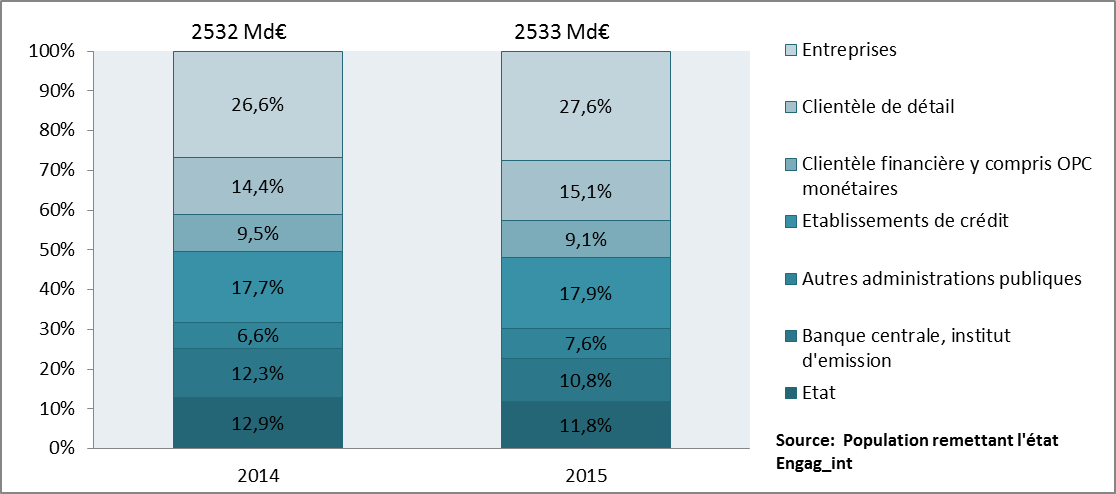 2532 Md€
2533 Md€
100%
90%
80%
70%
60%
50%
40%
30%
20%
10%
0%
26,6%
14,4%
9,5%
17,7%
6,6%
12,3%
12,9%
27,6%
15,1%
9,1%
17,9%
7,6%
10,8%
11,8%
2014
2015
Entreprises
Clientèle de détail
Clientèle financière y compris OPC
monétaires
Etablissements de crédit
Autres administrations publiques
Banque centrale, institut
d'emission
Etat
Source: Population remettant l'état
Engag_int